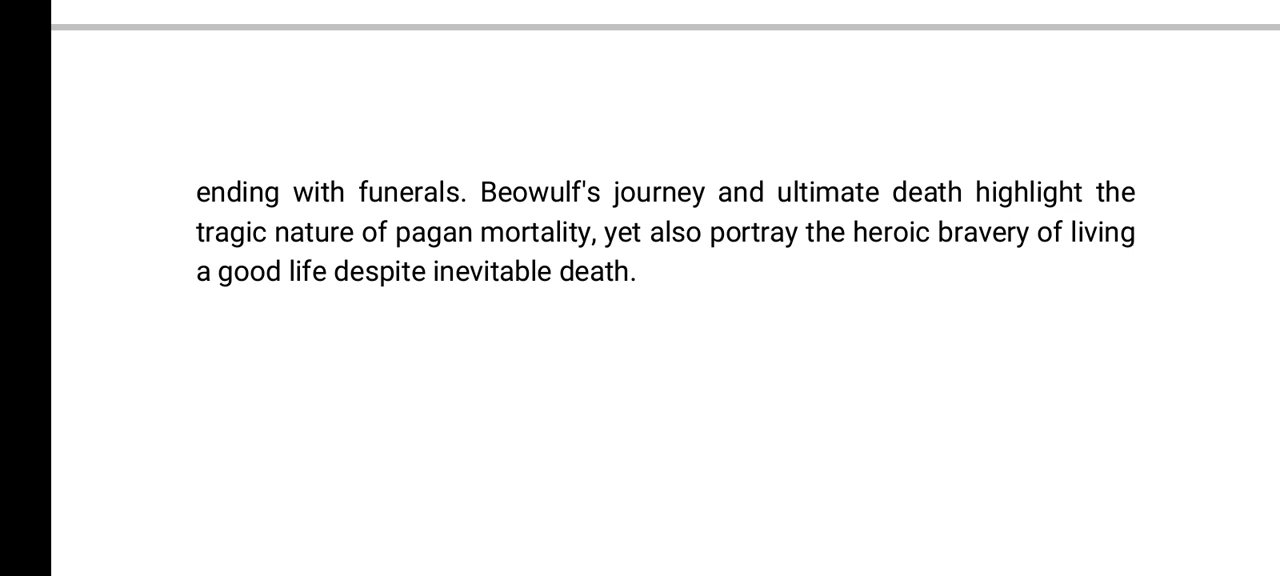 ending with funerals. Beowulf's journey and ultimate death highlight the
tragic nature of pagan mortality, yet also portray the heroic bravery of living
a good life despite inevitable death.